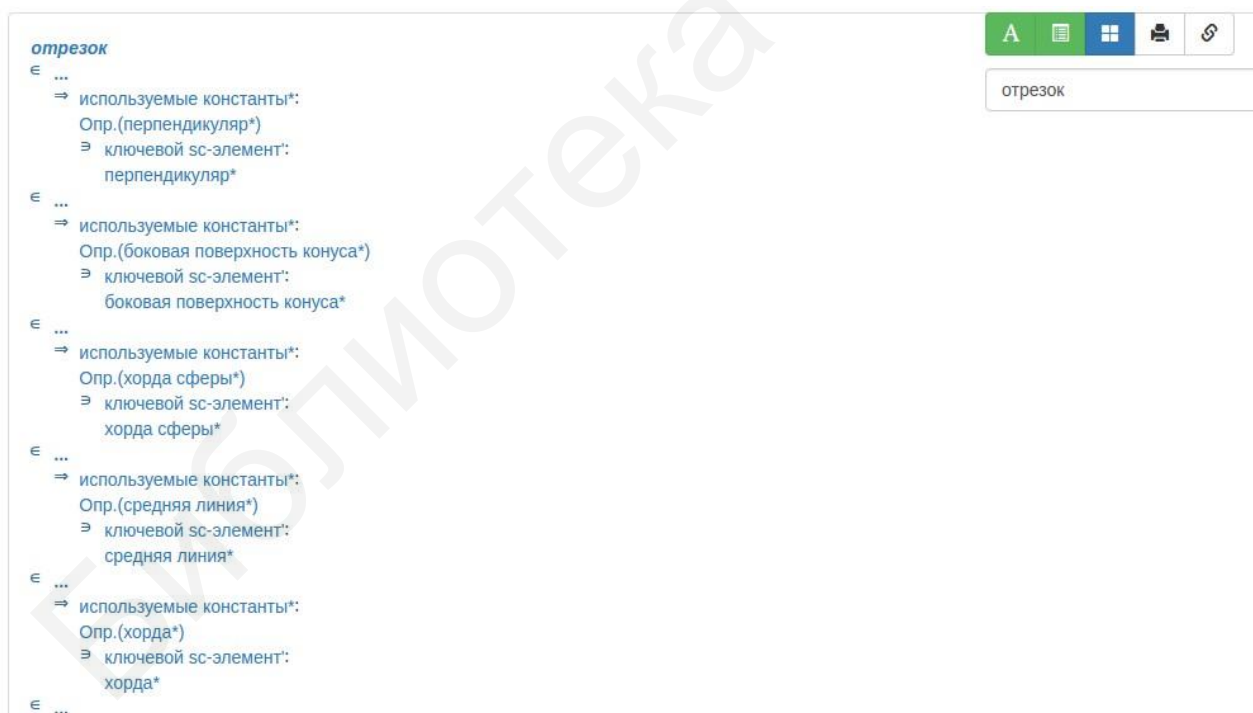 отрезок
∈ ...
⇒ используемые константы*:
Опр.(перпендикуляр*)
∋ ключевой sc-элемент':
перпендикуляр*
∈ ...
⇒ используемые константы*:
Опр.(боковая поверхность конуса*)
∋ ключевой sc-элемент':
боковая поверхность конуса*
∈ ...
⇒ используемые константы*:
Опр.(хорда сферы*)
∋ ключевой sc-элемент':
хорда сферы*
∈ ...
⇒ используемые константы*:
Опр.(средняя линия*)
∋ ключевой sc-элемент':
средняя линия*
∈ ...
⇒ используемые константы*:
Опр.(хорда*)
∋ ключевой sc-элемент':
хорда*
∈ ...
A
отрезок
Библиотека